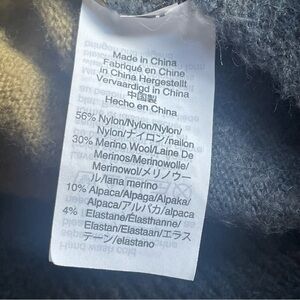 Made in China
Fabriqué en Chine
in China Hergestellt
Vervaardigd in China
中国製
Hecho en China
56% Nylon/Nylon/Nylon/
Nylon/ナイロン/nailon
30% Merino Wool/Laine De
Merinos/Merinowolle/
Merinowol/メリノウー
ル/lana merino
10% Alpaca/Alpaga/Alpaka/
Alpaca/アルパカ/alpaca
4% Elastane/Élasthanne/
Elastan/Elastaan/エラス
テーン/elastano